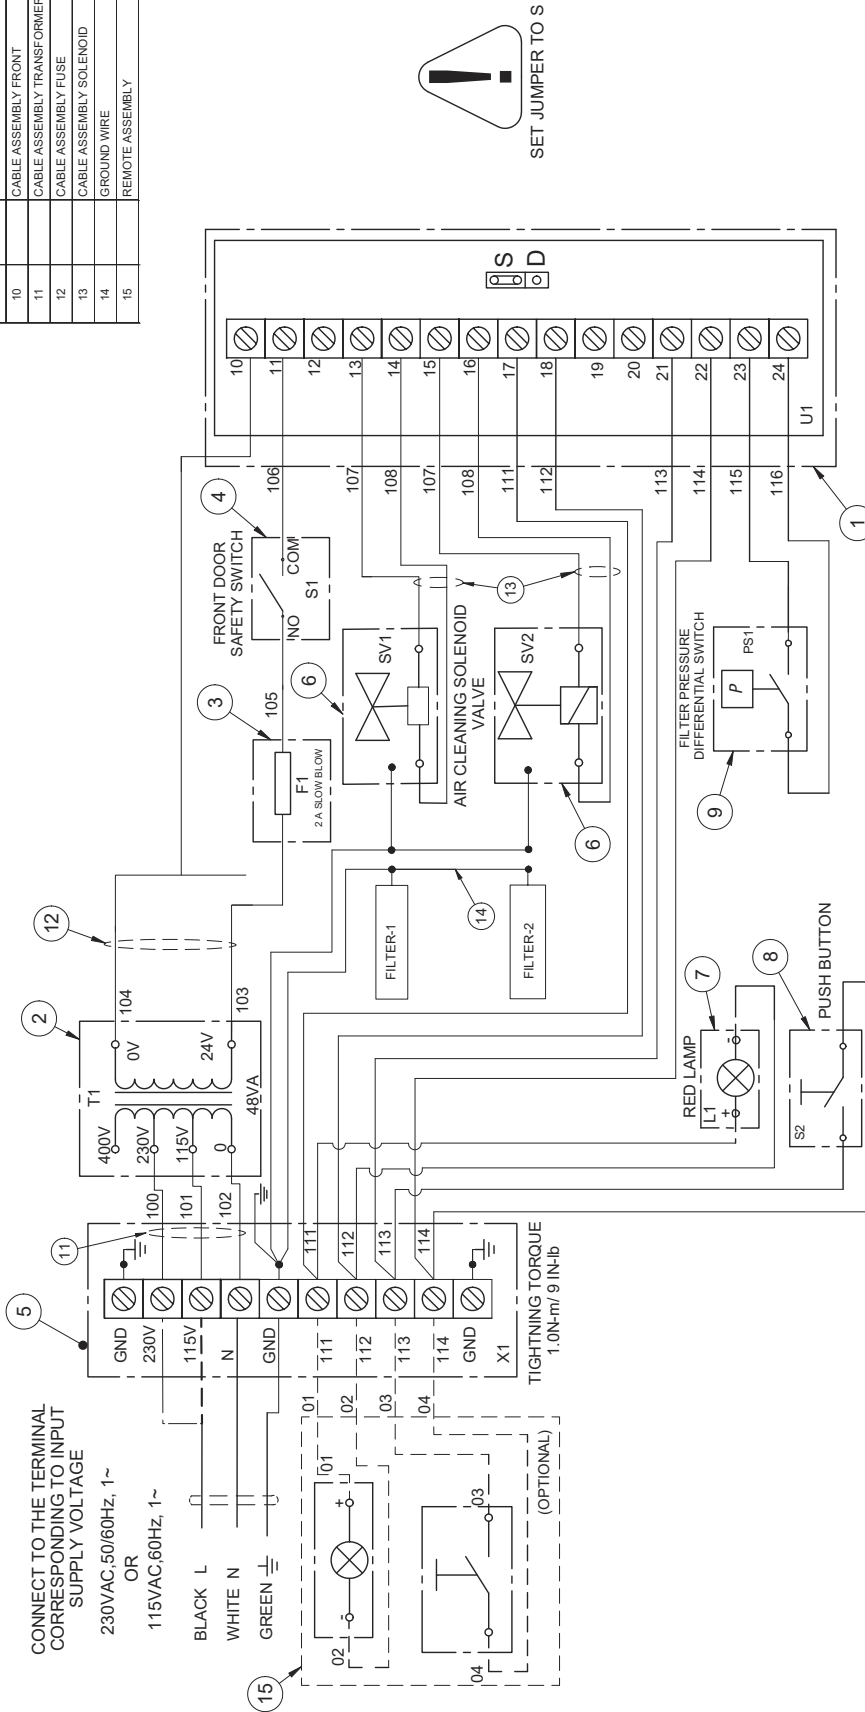 10 CABLE ASSEMBLY FRONT
11 CABLE ASSEMBLY TRANSFORMER
12 CABLE ASSEMBLY FUSE
13 CABLE ASSEMBLY SOLENOID
14 GROUND WIRE
15 REMOTE ASSEMBLY
SET JUMPER TO S
CONNECT TO THE TERMINAL
CORRESPONDING TO INPUT
SUPPLY VOLTAGE
230VAC,50/60Hz, 1~
OR
115VAC,60Hz, 1~
BLACK L
WHITE N
GREEN
5
11
GND
230V
115V
N
GND
111
112
113
114
GND
X1
TIGHTNING TORQUE
1.0N-m/ 9 IN-lb
100
101
102
111
112
113
114
01
02
03
04
15
02
-
+
01
04
03
(OPTIONAL)
2
T1
400V
230V
115V
0
0V
24V
48VA
104
103
12
3
F1
2 A SLOW BLOW
105
4
FRONT DOOR
SAFETY SWITCH
NO
COM
S1
106
6
SV1
AIR CLEANING SOLENOID
VALVE
SV2
6
13
FILTER-1
14
FILTER-2
107
108
107
108
111
112
113
114
115
116
10
11
12
13
14
15
16
17
18
19
20
21
22
23
24
S
D
U1
1
FILTER PRESSURE
DIFFERENTIAL SWITCH
P
PS1
9
RED LAMP
L1
+
-
7
PUSH BUTTON
S2
8